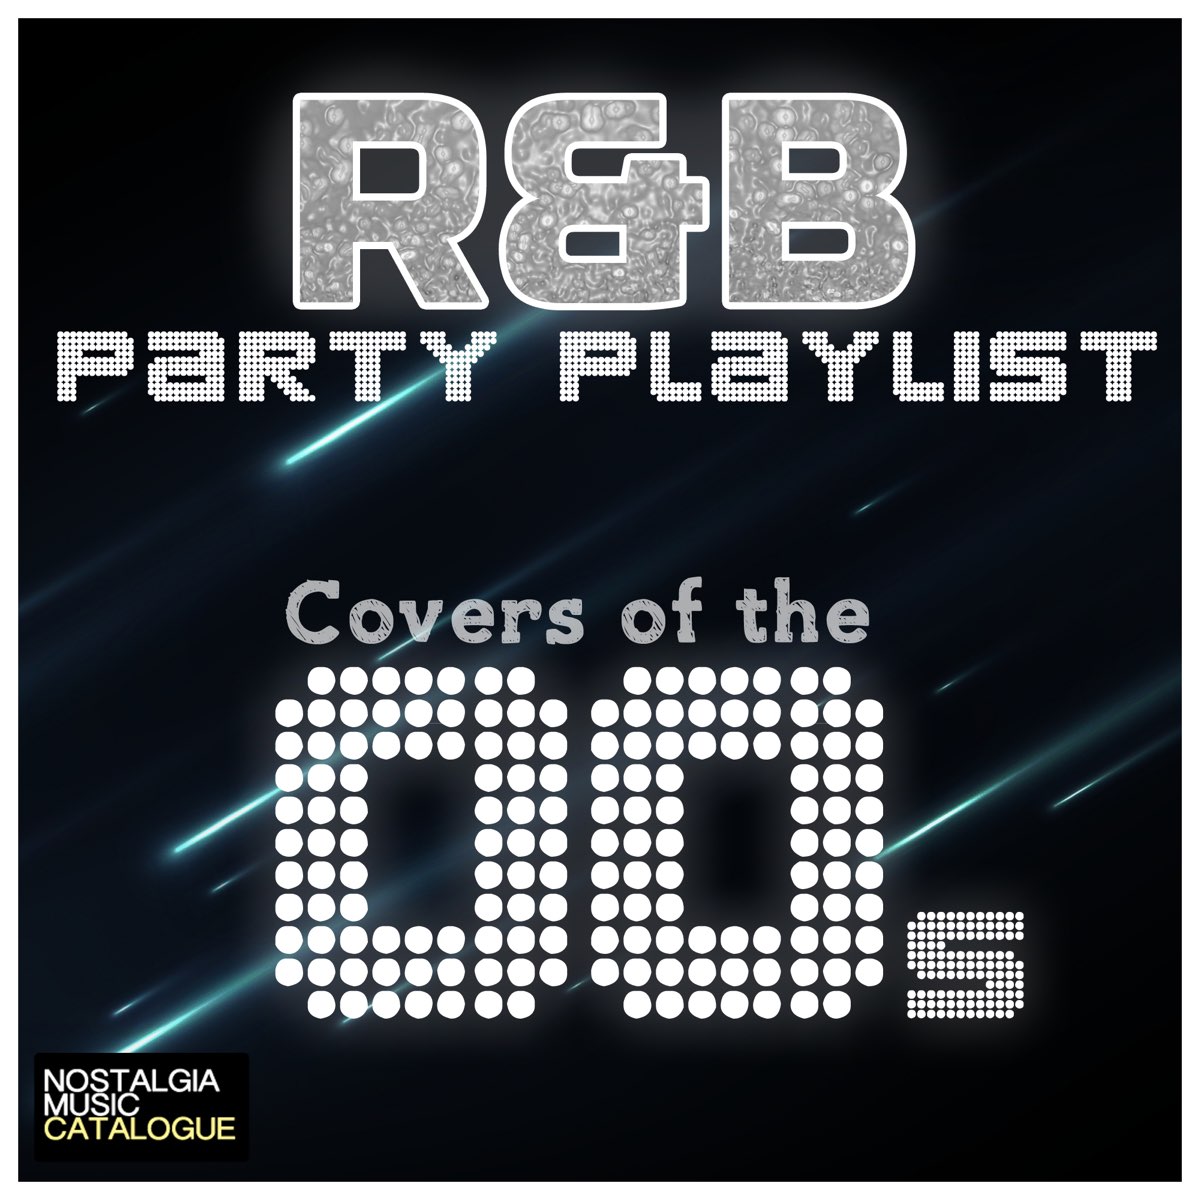 R&B
PaRTY PLaYLIST
Covers of the
00s
NOSTALGIA
MUSIC
CATALOGUE